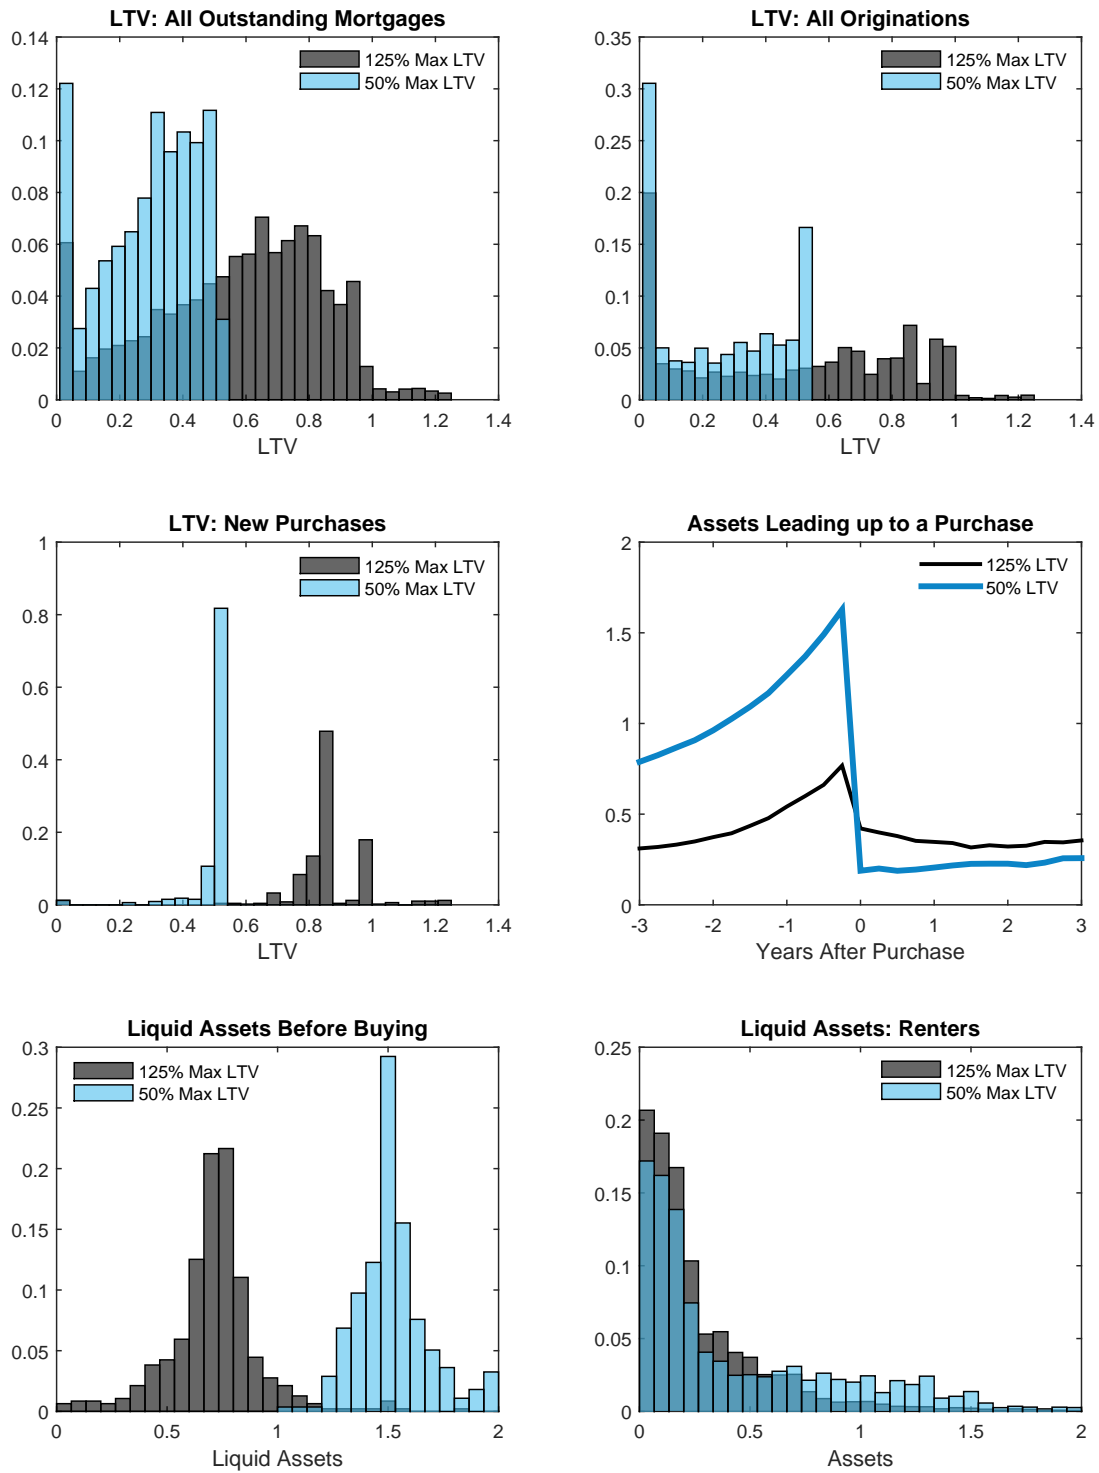 LTV: All Outstanding Mortgages
0.14
0.12
0.1
0.08
0.06
0.04
0.02
0
125% Max LTV
50% Max LTV
0 0.2 0.4 0.6 0.8 1 1.2 1.4
LTV
LTV: All Originations
0.35
0.3
0.25
0.2
0.15
0.1
0.05
0
125% Max LTV
50% Max LTV
0 0.2 0.4 0.6 0.8 1 1.2 1.4
LTV
LTV: New Purchases
1
0.8
0.6
0.4
0.2
0
125% Max LTV
50% Max LTV
0 0.2 0.4 0.6 0.8 1 1.2 1.4
LTV
Assets Leading up to a Purchase
2
1.5
1
0.5
0
125% LTV
50% LTV
-3 -2 -1 0 1 2 3
Years After Purchase
Liquid Assets Before Buying
0.3
0.25
0.2
0.15
0.1
0.05
0
125% Max LTV
50% Max LTV
0 0.5 1 1.5 2
Liquid Assets
Liquid Assets: Renters
0.25
0.2
0.15
0.1
0.05
0
125% Max LTV
50% Max LTV
0 0.5 1 1.5 2
Assets